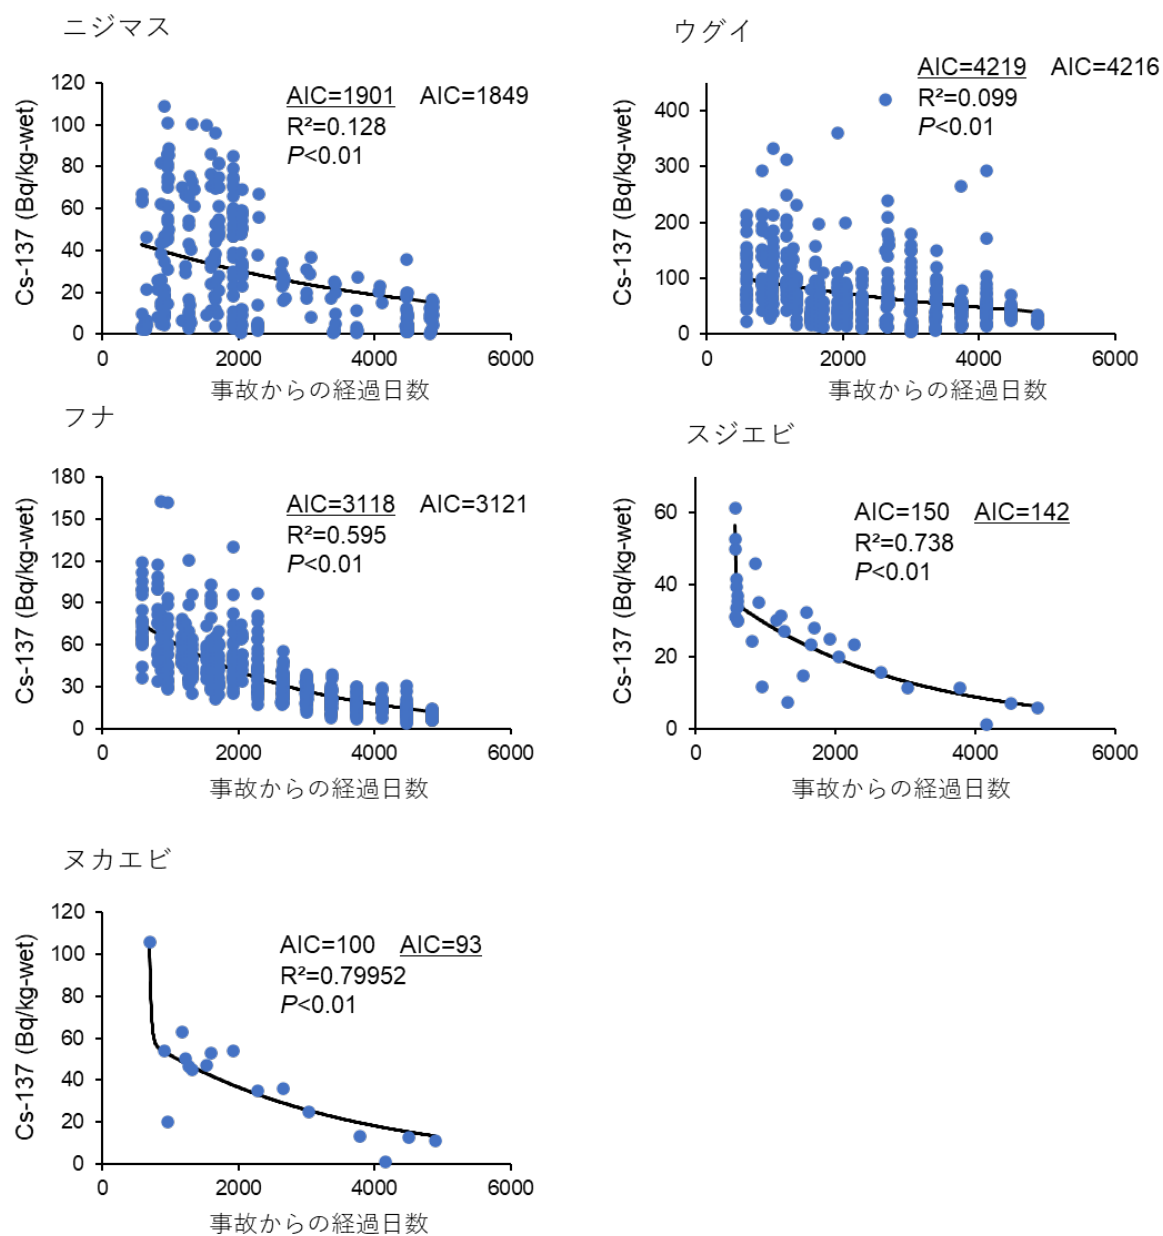 ニジマス
AIC=1901 AIC=1849
R²=0.128
P<0.01
Cs-137 (Bq/kg-wet)
120
100
80
60
40
20
0
0 2000 4000 6000
事故からの経過日数
ウグイ
AIC=4219 AIC=4216
R²=0.099
P<0.01
Cs-137 (Bq/kg-wet)
400
300
200
100
0
0 2000 4000 6000
事故からの経過日数
フナ
AIC=3118 AIC=3121
R²=0.595
P<0.01
Cs-137 (Bq/kg-wet)
180
150
120
90
60
30
0
0 2000 4000 6000
事故からの経過日数
スジエビ
AIC=150 AIC=142
R²=0.738
P<0.01
Cs-137 (Bq/kg-wet)
60
40
20
0
0 2000 4000 6000
事故からの経過日数
ヌカエビ
AIC=100 AIC=93
R²=0.79952
P<0.01
Cs-137 (Bq/kg-wet)
120
100
80
60
40
20
0
0 2000 4000 6000
事故からの経過日数